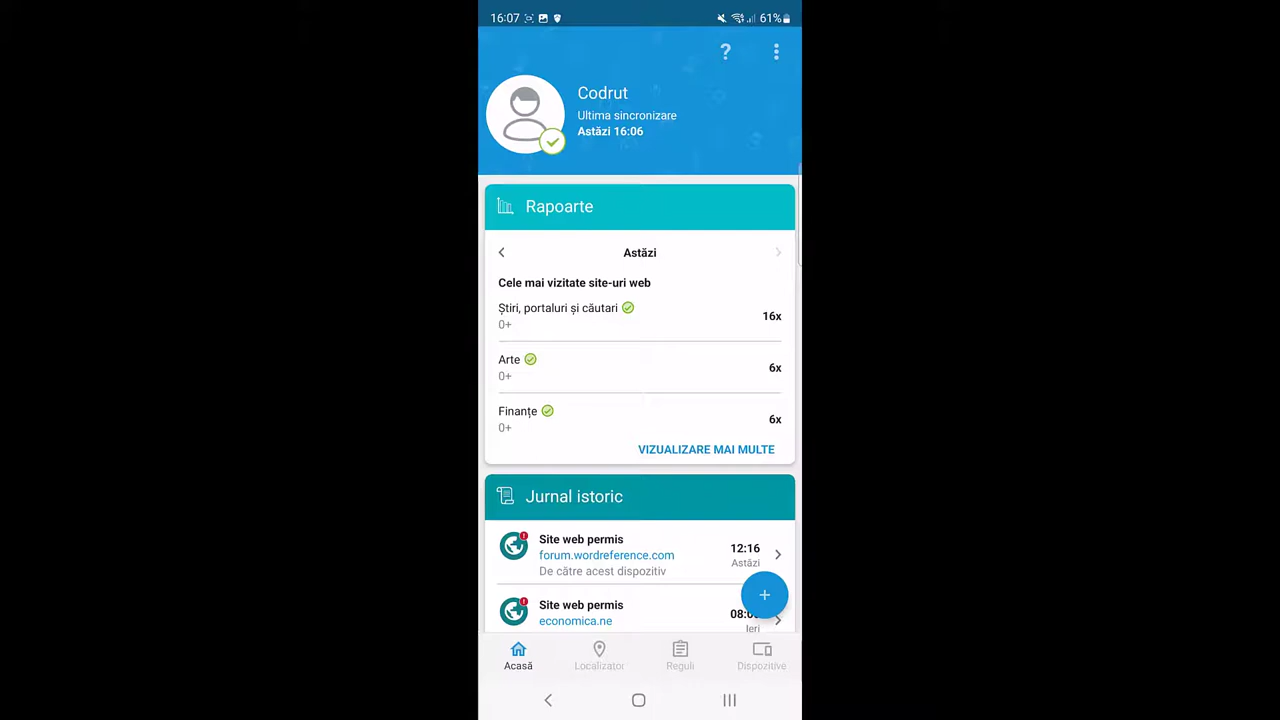 16:07
61%
?
Codrut
Ultima sincronizare
Astăzi 16:06
Rapoarte
Astăzi
Cele mai vizitate site-uri web
Știri, portaluri și căutari
0+
16x
Arte
0+
6x
Finanțe
0+
6x
VIZUALIZARE MAI MULTE
Jurnal istoric
Site web permis
forum.wordreference.com
De către acest dispozitiv
12:16
Astăzi
Site web permis
economica.ne
Ieri
Acasă
Localizator
Reguli
Dispozitive